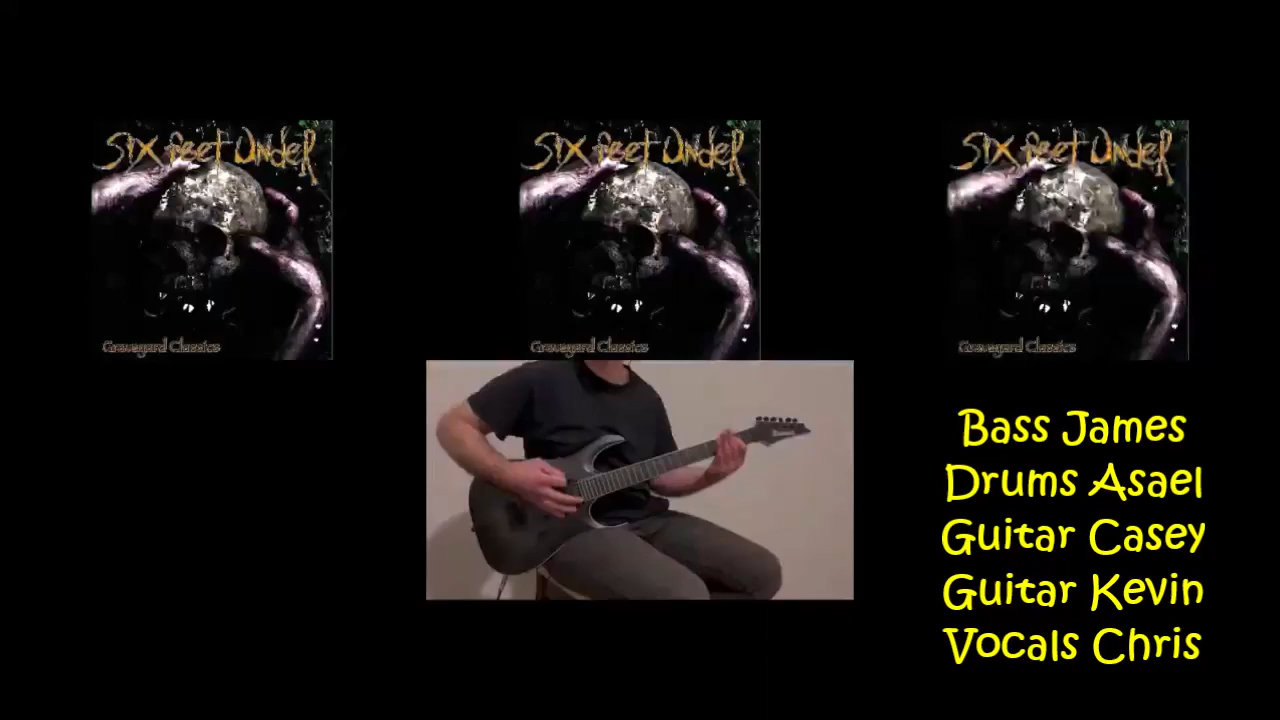 Six Feet Under
Six Feet Under
Six Feet Under
Graveyard Classics
Graveyard Classics
Graveyard Classics
Bass James
Drums Asael
Guitar Casey
Guitar Kevin
Vocals Chris